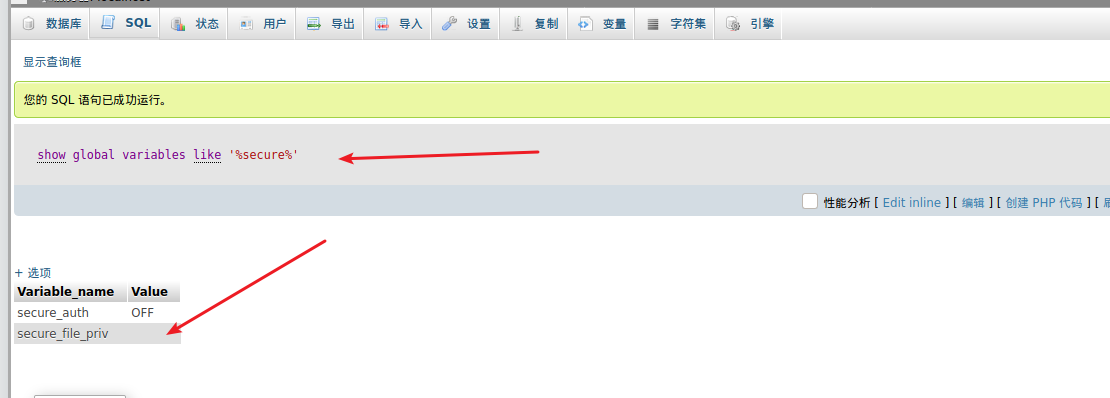 数据库 SQL 状态 用户 导出 导入 设置 复制 变量 字符集 引擎
显示查询框
您的 SQL 语句已成功运行。
show global variables like '%secure%'
性能分析 [ Edit inline ] [ 编辑 ] [ 创建 PHP 代码 ] [
+ 选项
Variable_name Value
secure_auth OFF
secure_file_priv